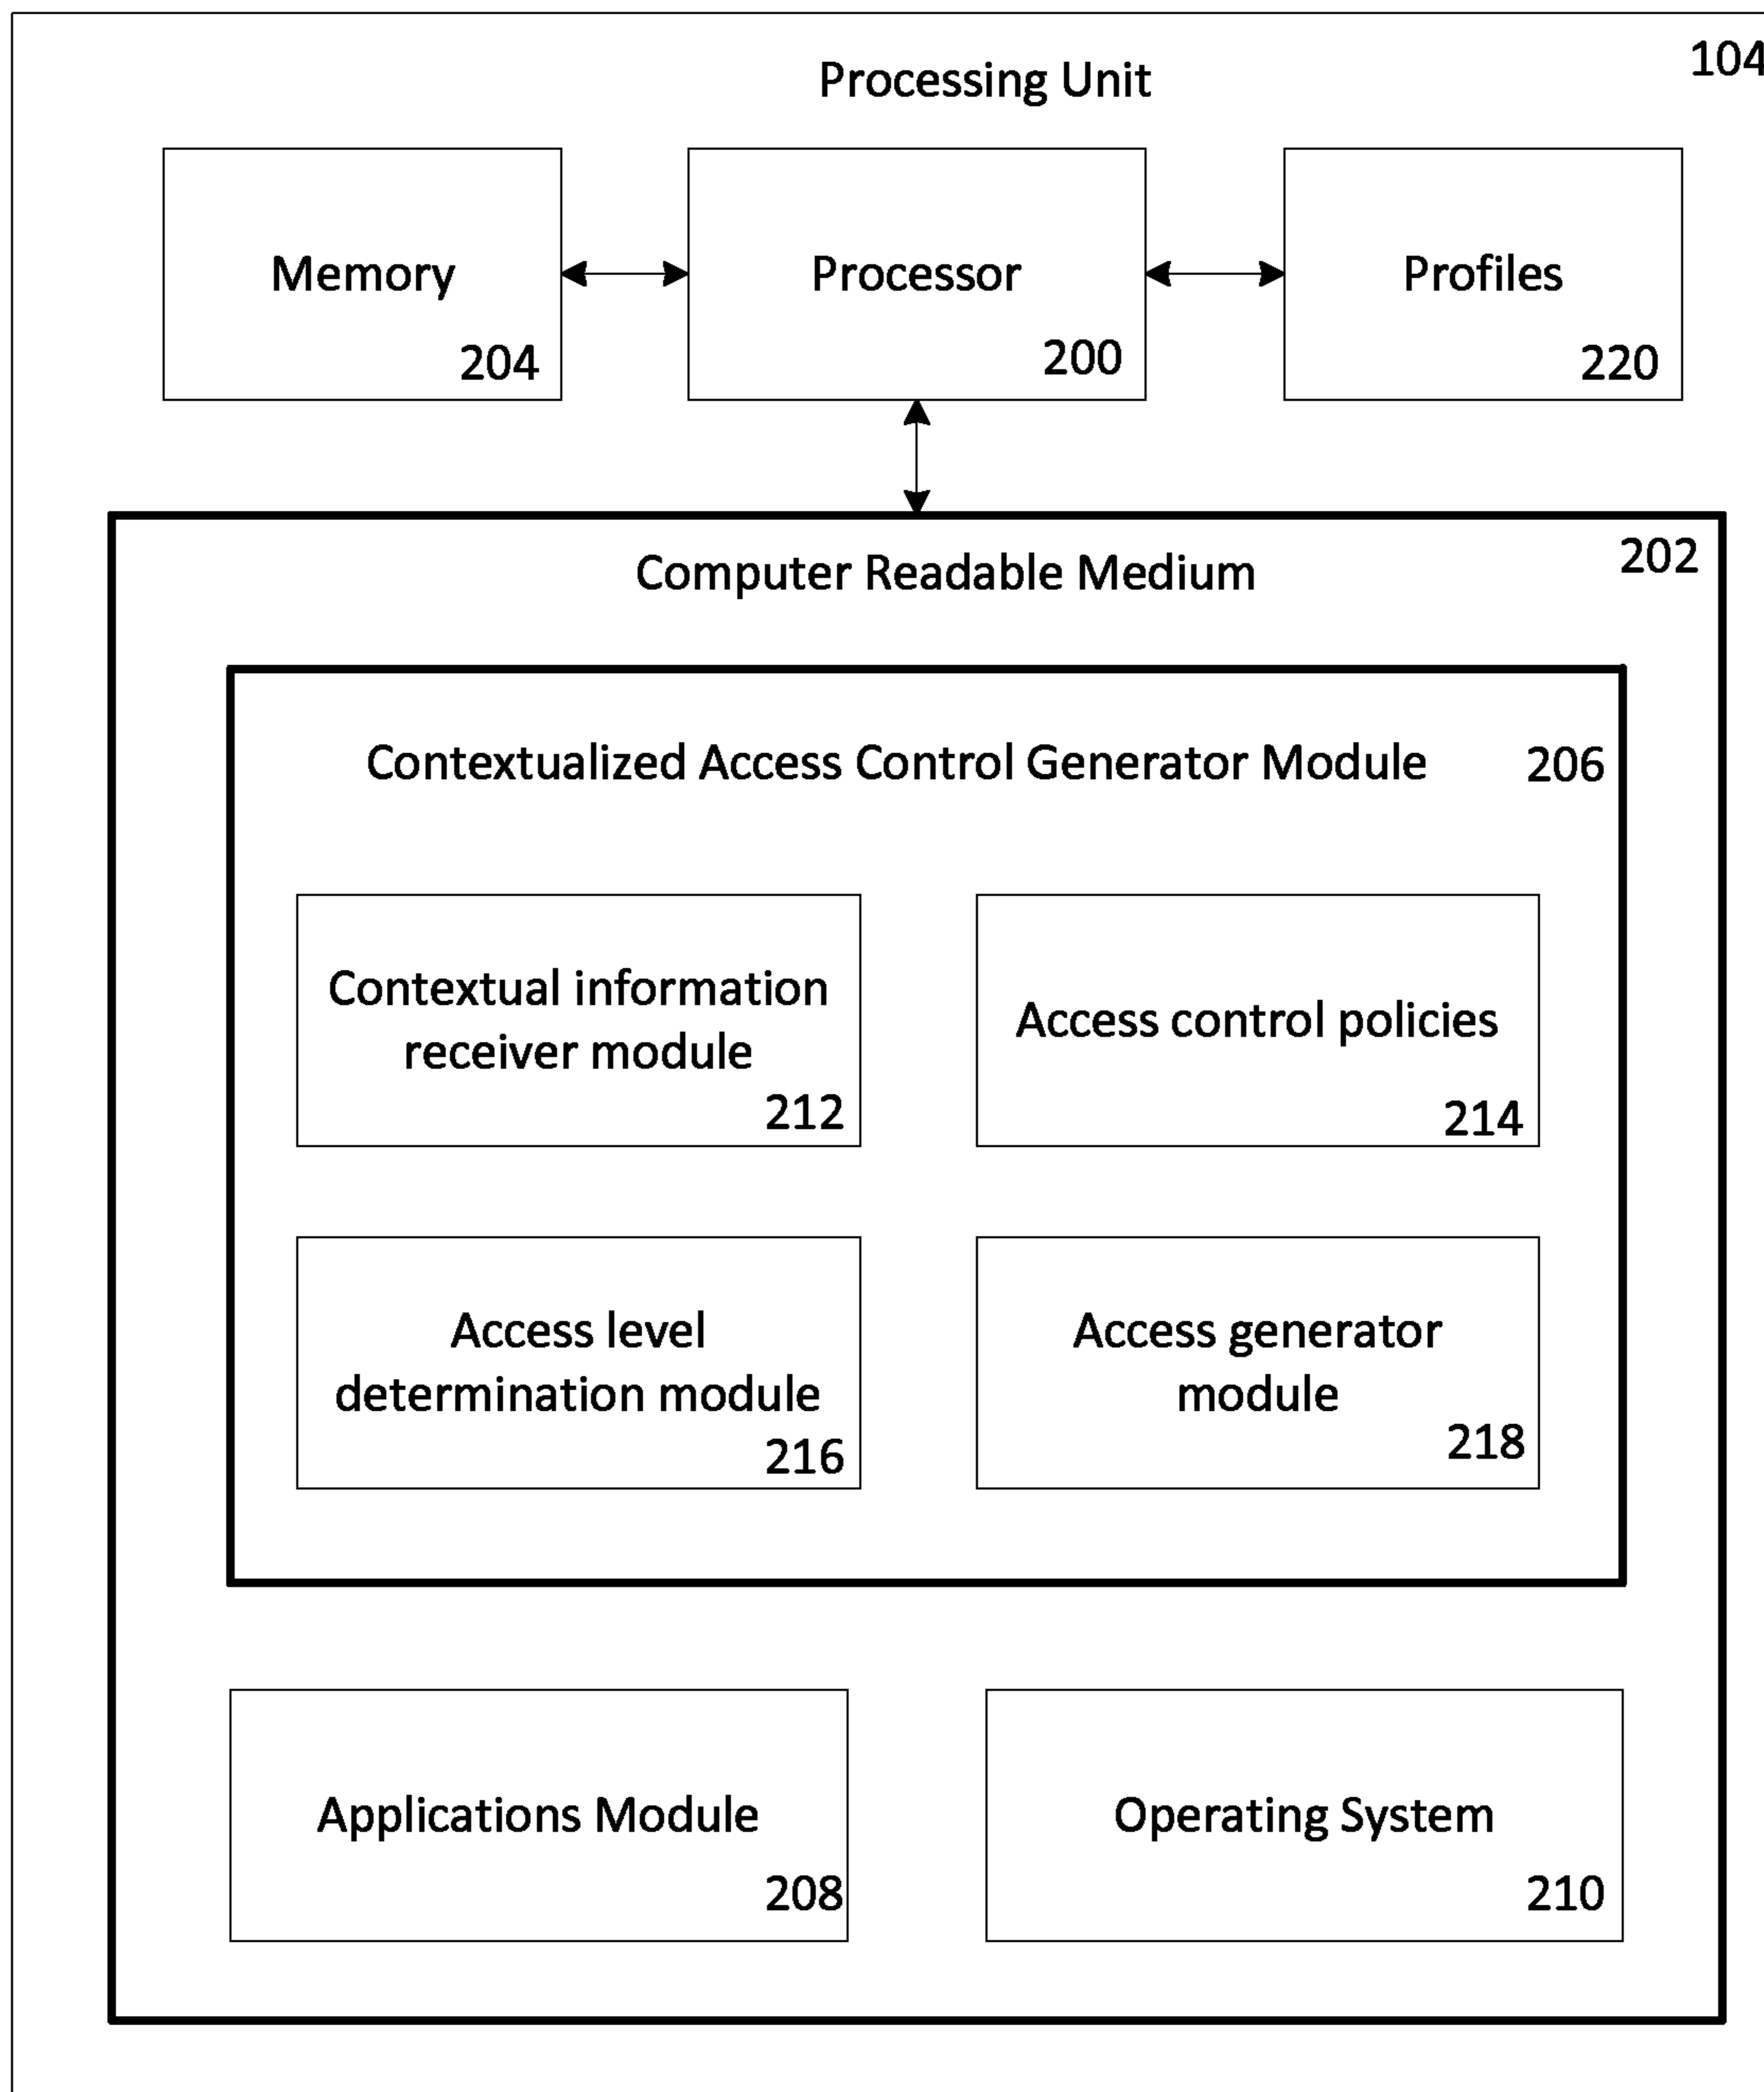 104
Processing Unit
Memory
204
Processor
200
Profiles
220
Computer Readable Medium
202
Contextualized Access Control Generator Module
206
Contextual information
receiver module
212
Access control policies
214
Access level
determination module
216
Access generator
module
218
Applications Module
208
Operating System
210